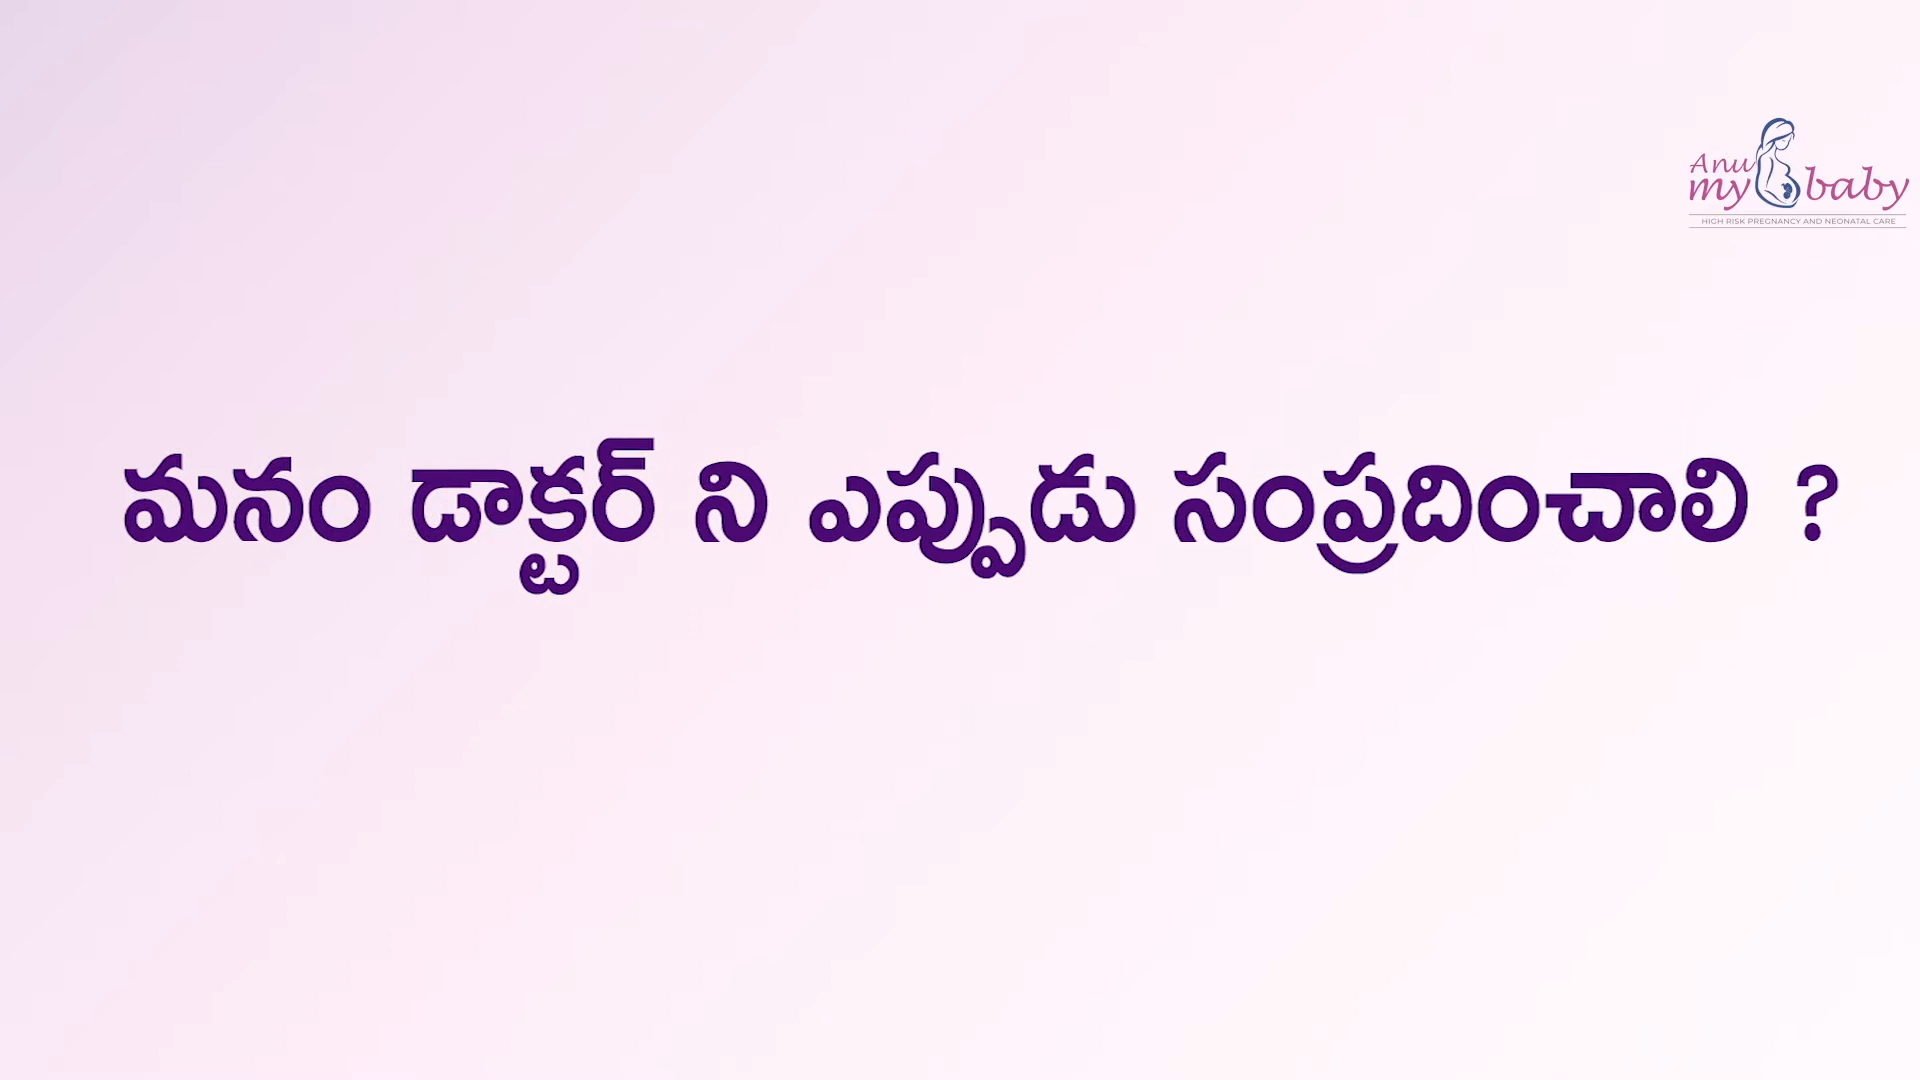 Anu
my baby
HIGH RISK PREGNANCY AND NEONATAL CARE
మనం డాక్టర్ ని ఎప్పుడు సంప్రదించాలి ?